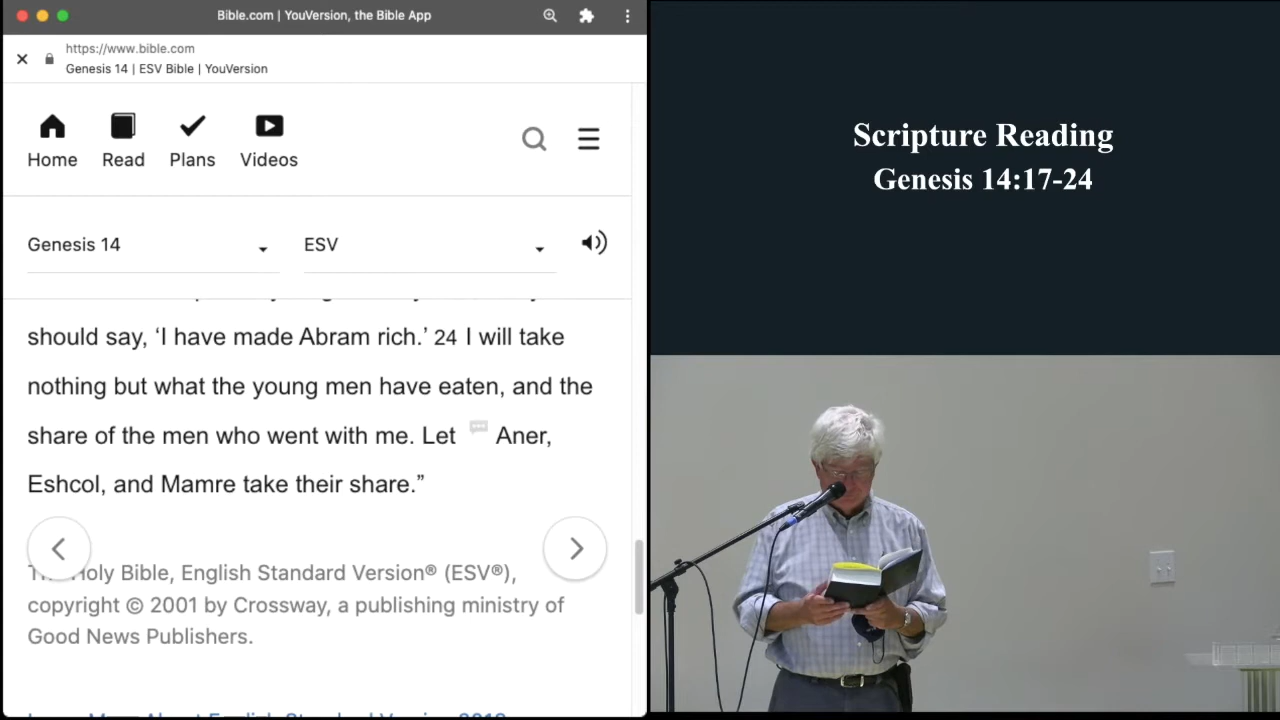 Bible.com | YouVersion, the Bible App
https://www.bible.com
Genesis 14 | ESV Bible | YouVersion
Home Read Plans Videos
Genesis 14 ESV
should say, ‘I have made Abram rich.’ 24 I will take
nothing but what the young men have eaten, and the
share of the men who went with me. Let Aner,
Eshcol, and Mamre take their share.”
Holy Bible, English Standard Version® (ESV®),
copyright © 2001 by Crossway, a publishing ministry of
Good News Publishers.
Scripture Reading
Genesis 14:17-24